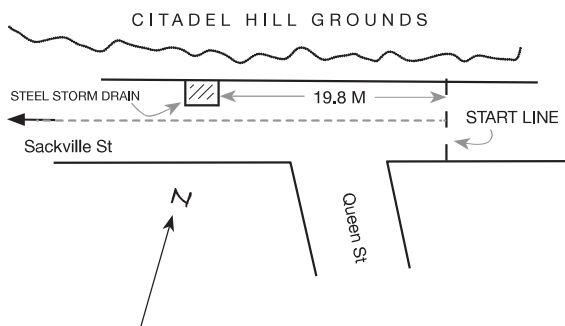 CITADEL HILL GROUNDS
STEEL STORM DRAIN
19.8 M
START LINE
Sackville St
Queen St
N